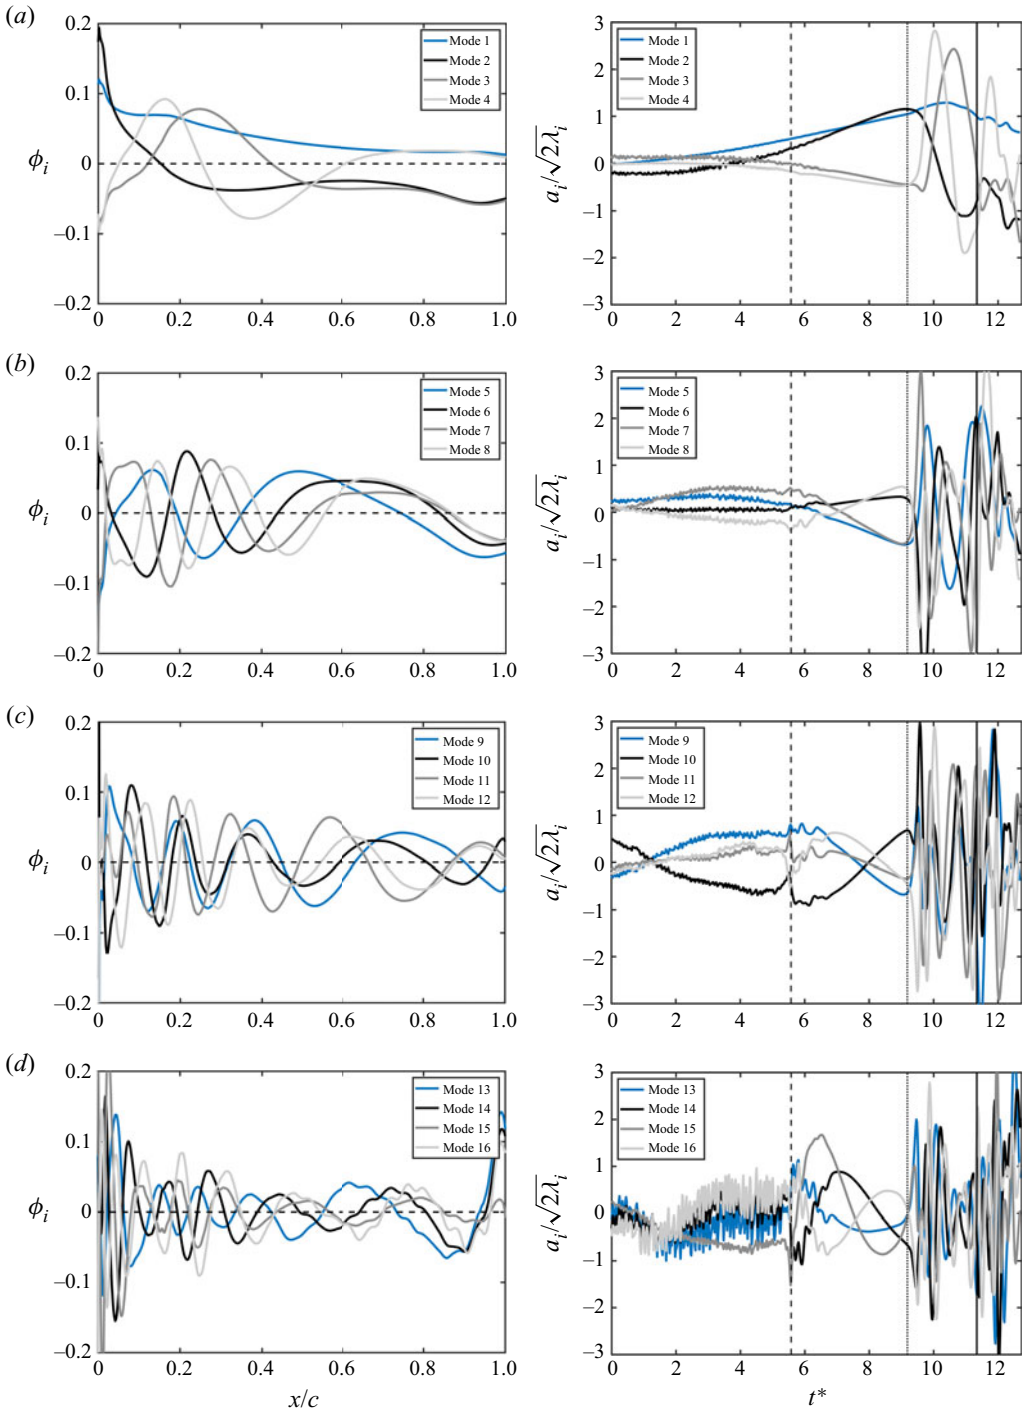 (a)
0.2
0.1
0
–0.1
–0.2
ϕi
Mode 1
Mode 2
Mode 3
Mode 4
0 0.2 0.4 0.6 0.8 1.0
3
2
1
0
–1
–2
–3
ai/√2λi
Mode 1
Mode 2
Mode 3
Mode 4
0 2 4 6 8 10 12
(b)
0.2
0.1
0
–0.1
–0.2
ϕi
Mode 5
Mode 6
Mode 7
Mode 8
0 0.2 0.4 0.6 0.8 1.0
3
2
1
0
–1
–2
–3
ai/√2λi
Mode 5
Mode 6
Mode 7
Mode 8
0 2 4 6 8 10 12
(c)
0.2
0.1
0
–0.1
–0.2
ϕi
Mode 9
Mode 10
Mode 11
Mode 12
0 0.2 0.4 0.6 0.8 1.0
3
2
1
0
–1
–2
–3
ai/√2λi
Mode 9
Mode 10
Mode 11
Mode 12
0 2 4 6 8 10 12
(d)
0.2
0.1
0
–0.1
–0.2
ϕi
Mode 13
Mode 14
Mode 15
Mode 16
0 0.2 0.4 0.6 0.8 1.0
x/c
3
2
1
0
–1
–2
–3
ai/√2λi
Mode 13
Mode 14
Mode 15
Mode 16
0 2 4 6 8 10 12
t*